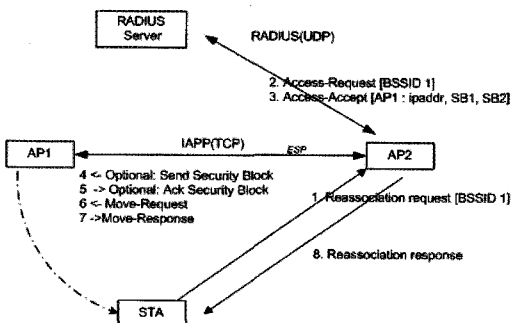 RADIUS
Server
RADIUS(UDP)
2. Access-Request [BSSID 1]
3. Access-Accept [AP1 : ipaddr, SB1, SB2]
IAPP(TCP)
ESP
AP1
AP2
4 <- Optional: Send Security Block
5 -> Optional: Ack Security Block
6 <- Move-Request
7 ->Move-Response
1. Reassociation request [BSSID 1]
8. Reassociation response
STA